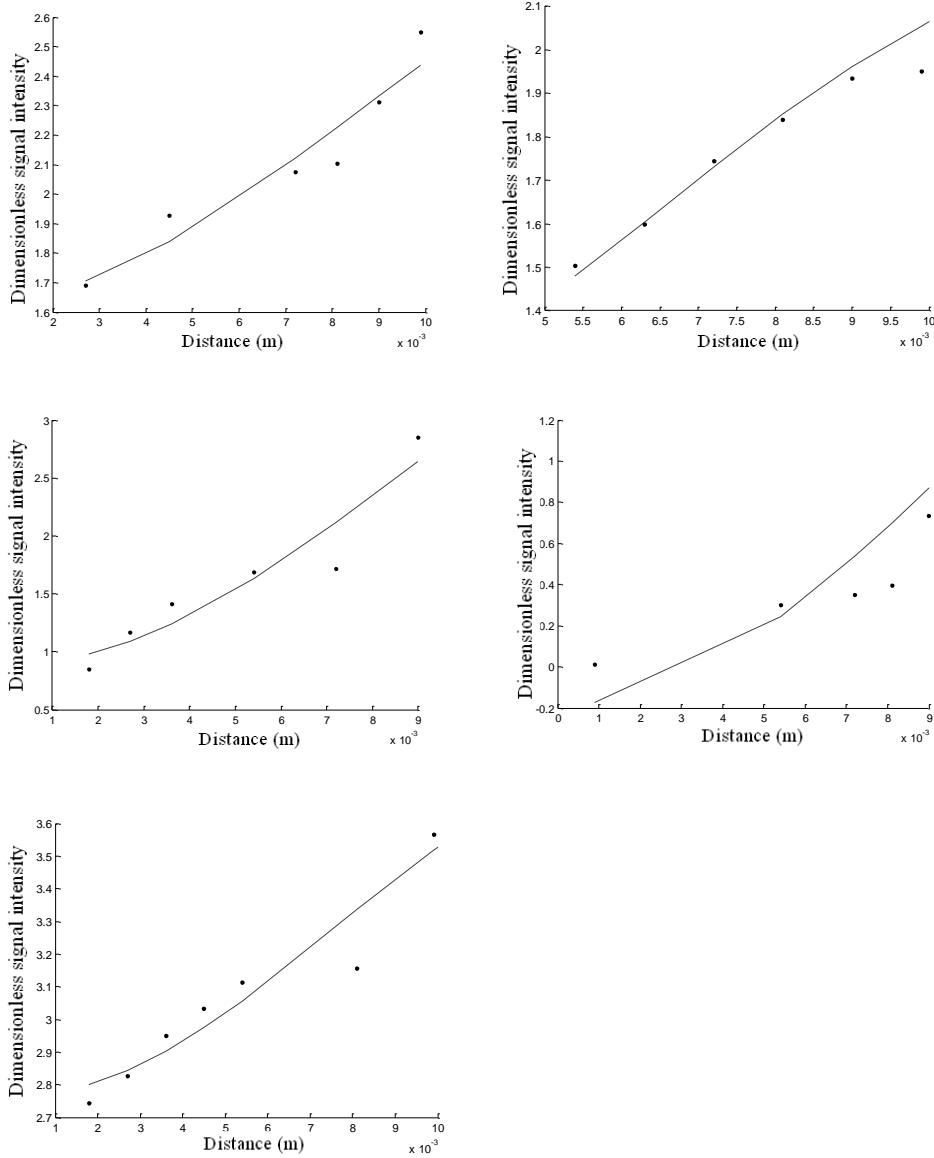 Dimensionless signal intensity
2.6
2.5
2.4
2.3
2.2
2.1
2
1.9
1.8
1.7
1.6
2 3 4 5 6 7 8 9 10
Distance (m)
x 10-3
Dimensionless signal intensity
2.1
2
1.9
1.8
1.7
1.6
1.5
1.4
5 5.5 6 6.5 7 7.5 8 8.5 9 9.5 10
Distance (m)
x 10-3
Dimensionless signal intensity
3
2.5
2
1.5
1
0.5
1 2 3 4 5 6 7 8 9
Distance (m)
x 10-3
Dimensionless signal intensity
1.2
1
0.8
0.6
0.4
0.2
0
-0.2
0 1 2 3 4 5 6 7 8 9
Distance (m)
x 10-3
Dimensionless signal intensity
3.6
3.5
3.4
3.3
3.2
3.1
3
2.9
2.8
2.7
1 2 3 4 5 6 7 8 9 10
Distance (m)
x 10-3